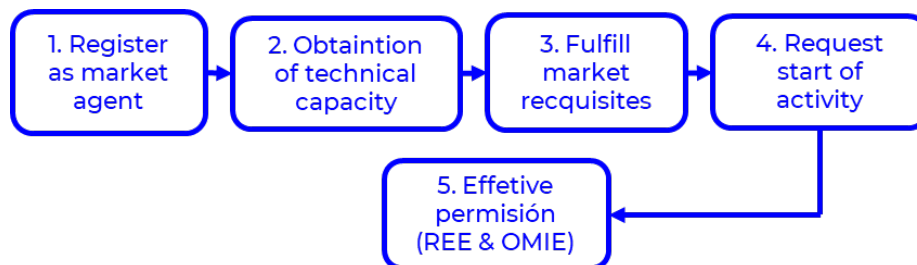 1. Register
as market
agent
2. Obtaintion
of technical
capacity
3. Fulfill
market
recquisites
4. Request
start of
activity
5. Effetive
permisión
(REE & OMIE)